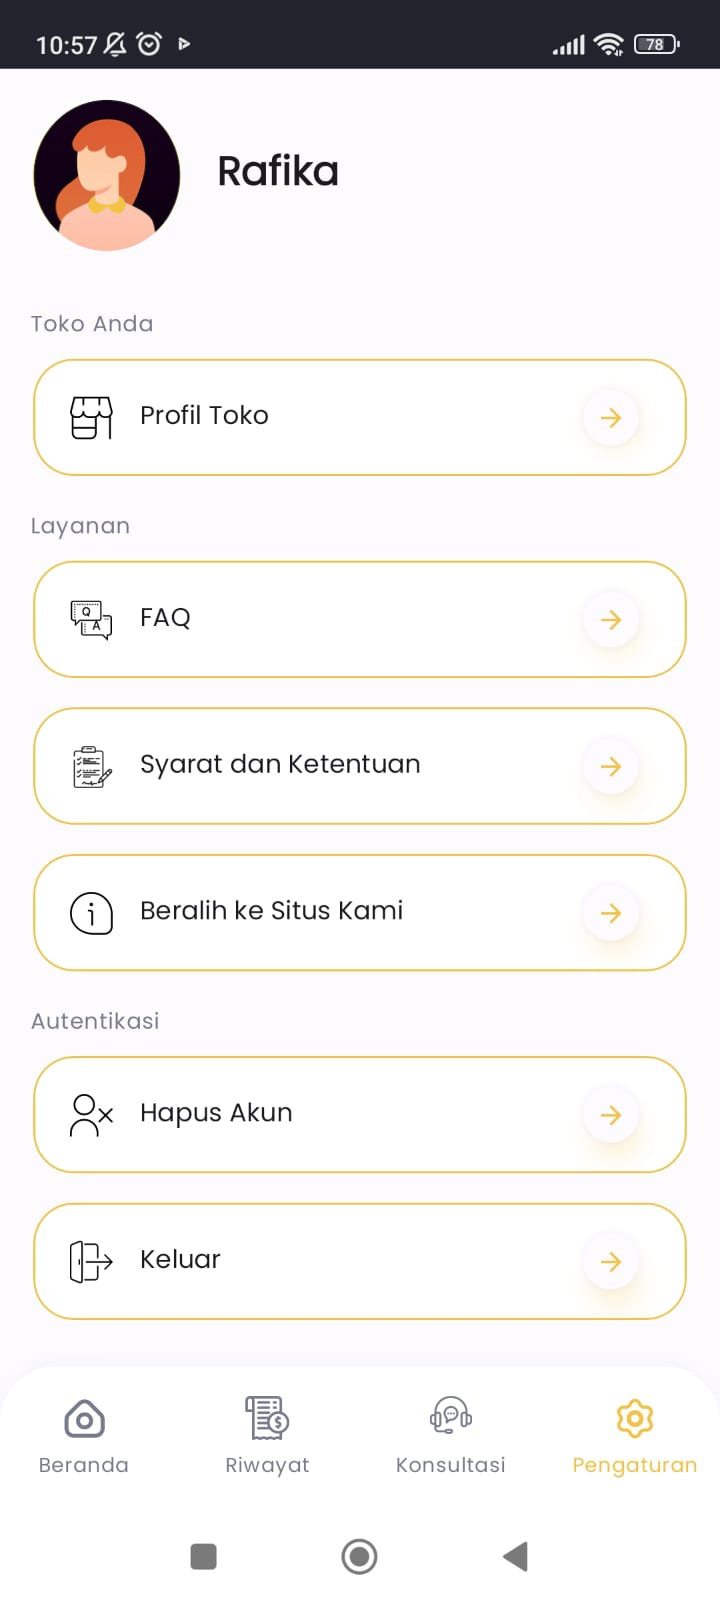 10:57
78
Rafika
Toko Anda
Profil Toko
Layanan
Q
A
FAQ
Syarat dan Ketentuan
Beralih ke Situs Kami
Autentikasi
Hapus Akun
Keluar
Beranda Riwayat Konsultasi Pengaturan